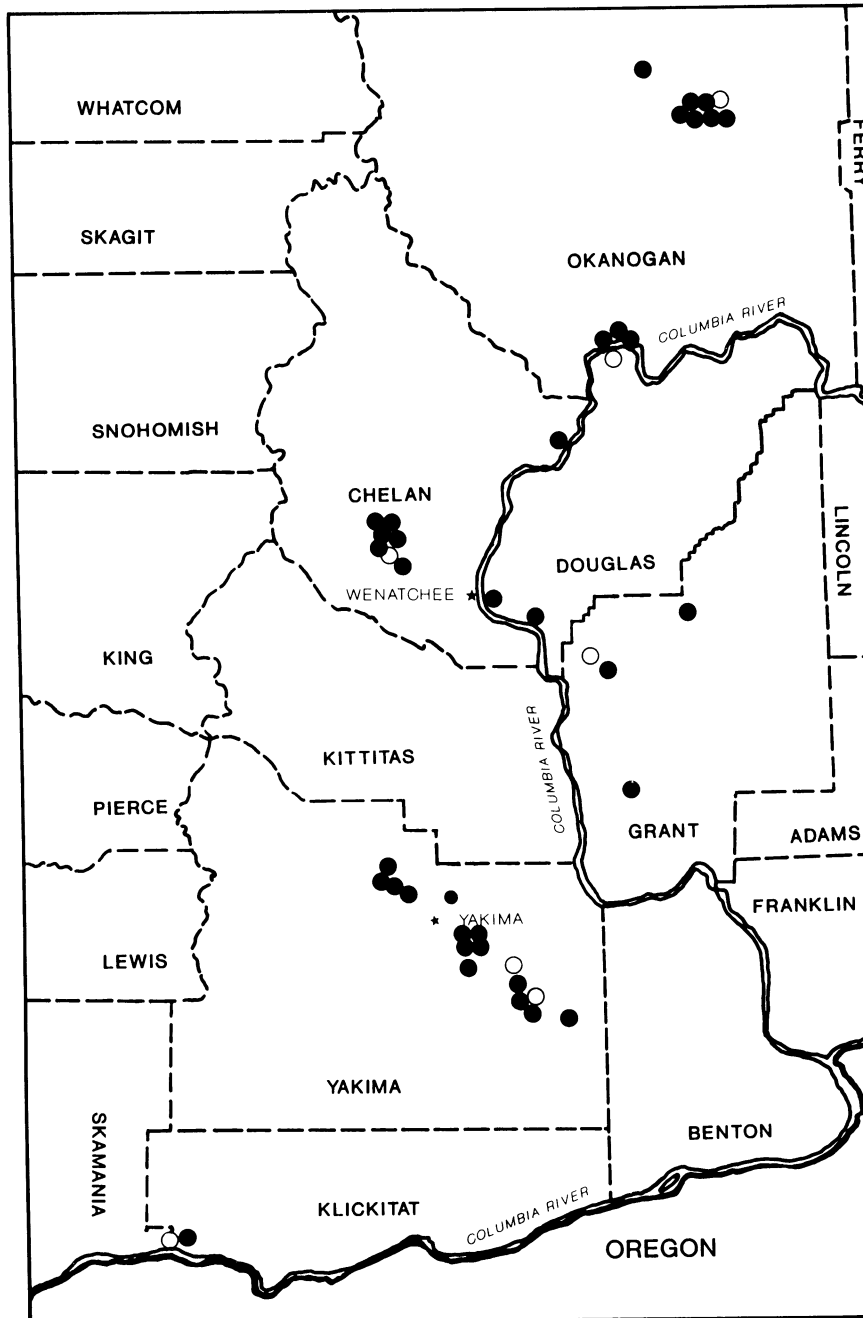 WHATCOM
FERRY
SKAGIT
OKANOGAN
COLUMBIA RIVER
SNOHOMISH
CHELAN
LINCOLN
DOUGLAS
WENATCHEE
KING
COLUMBIA RIVER
KITTITAS
PIERCE
GRANT
ADAMS
FRANKLIN
YAKIMA
LEWIS
YAKIMA
SKAMANIA
BENTON
KLICKITAT
COLUMBIA RIVER
OREGON